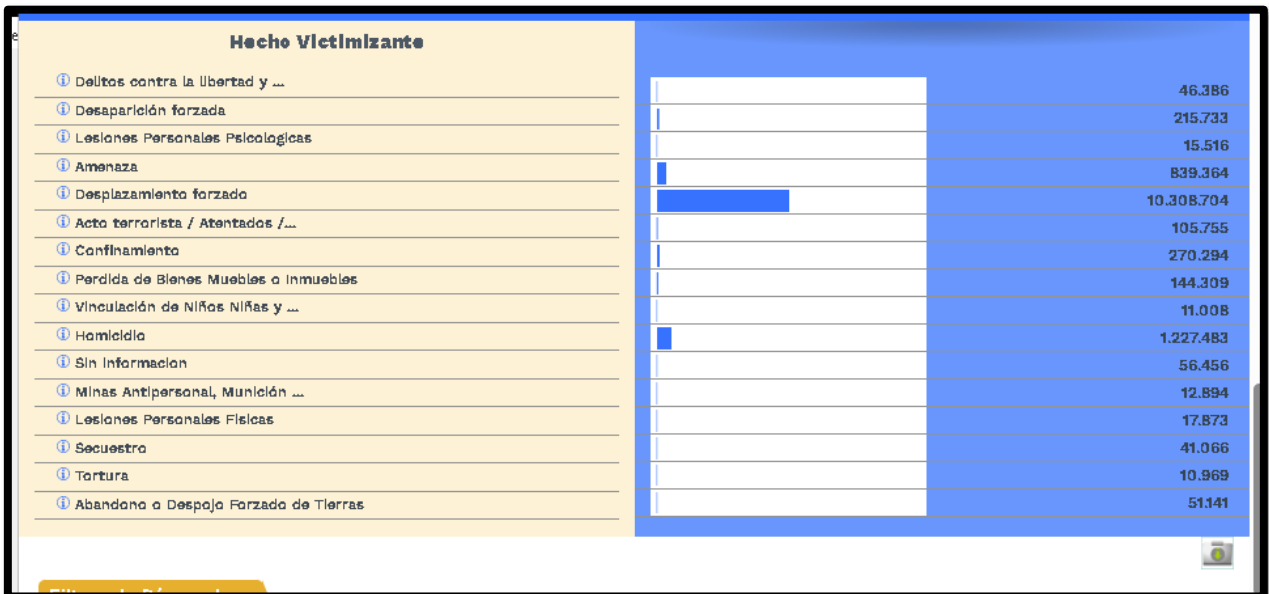 Hecho Victimizante
Delitos contra la libertad y ... 46.386
Desaparición forzada 215.733
Lesiones Personales Psicologicas 15.516
Amenaza 839.364
Desplazamiento forzado 10.308.704
Acto terrorista / Atentados /... 105.755
Confinamiento 270.294
Perdida de Bienes Muebles o Inmuebles 144.309
Vinculación de Niños Niñas y ... 11.008
Homicidio 1.227.483
Sin informacion 56.456
Minas Antipersonal, Munición ... 12.894
Lesiones Personales Fisicas 17.873
Secuestro 41.066
Tortura 10.969
Abandono o Despojo Forzado de Tierras 51.141